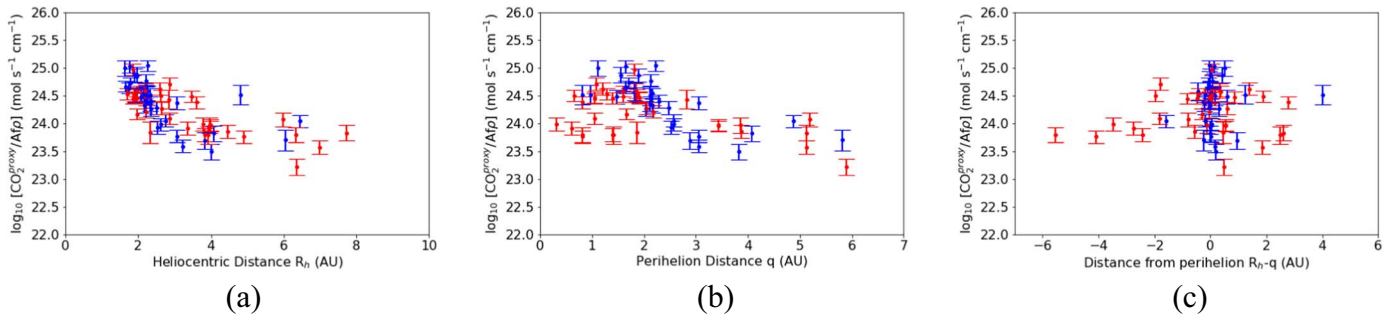 26.0
25.5
25.0
24.5
24.0
23.5
23.0
22.5
22.0
log₁₀ [CO₂ᵖʳᵒˣʸ/Afρ] (mol s⁻¹ cm⁻¹)
0 2 4 6 8 10
Heliocentric Distance Rₕ (AU)
(a)
26.0
25.5
25.0
24.5
24.0
23.5
23.0
22.5
22.0
log₁₀ [CO₂ᵖʳᵒˣʸ/Afρ] (mol s⁻¹ cm⁻¹)
0 1 2 3 4 5 6 7
Perihelion Distance q (AU)
(b)
26.0
25.5
25.0
24.5
24.0
23.5
23.0
22.5
22.0
log₁₀ [CO₂ᵖʳᵒˣʸ/Afρ] (mol s⁻¹ cm⁻¹)
−6 −4 −2 0 2 4 6
Distance from perihelion Rₕ-q (AU)
(c)